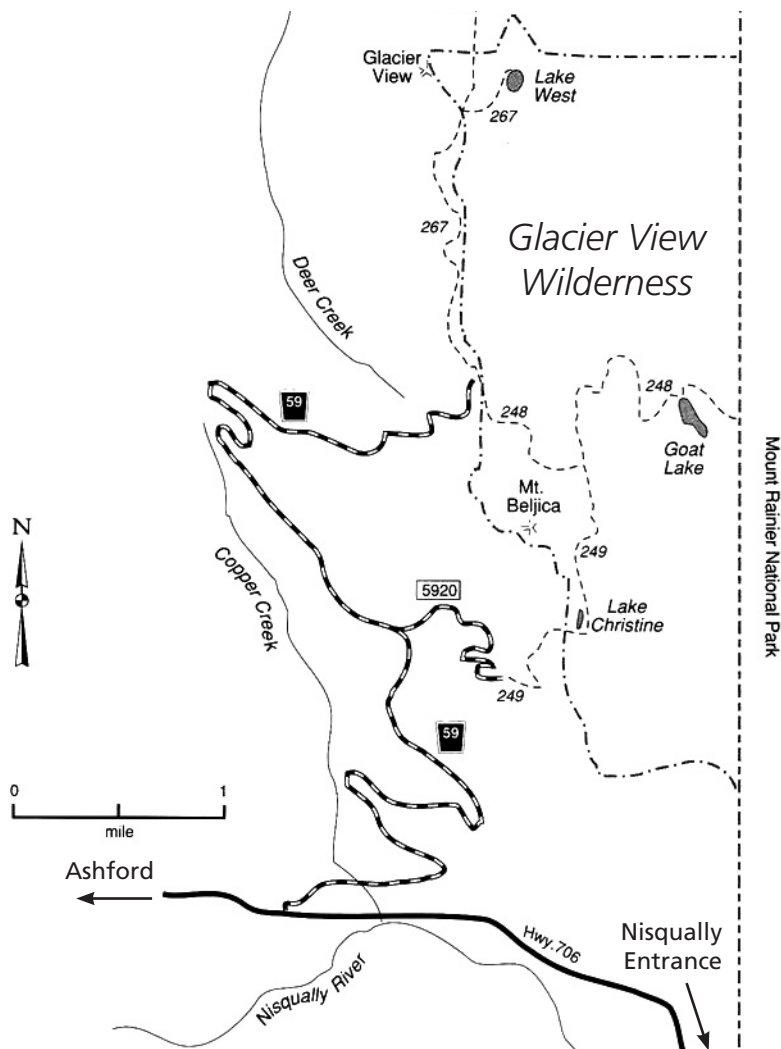 Glacier
View
Lake
West
267
267
Glacier View
Wilderness
Deer Creek
59
248
248
Goat
Lake
Mt.
Beljica
Mount Rainier National Park
N
Copper Creek
249
5920
Lake
Christine
249
59
0
1
mile
Ashford
Hwy.706
Nisqually
Entrance
Nisqually River